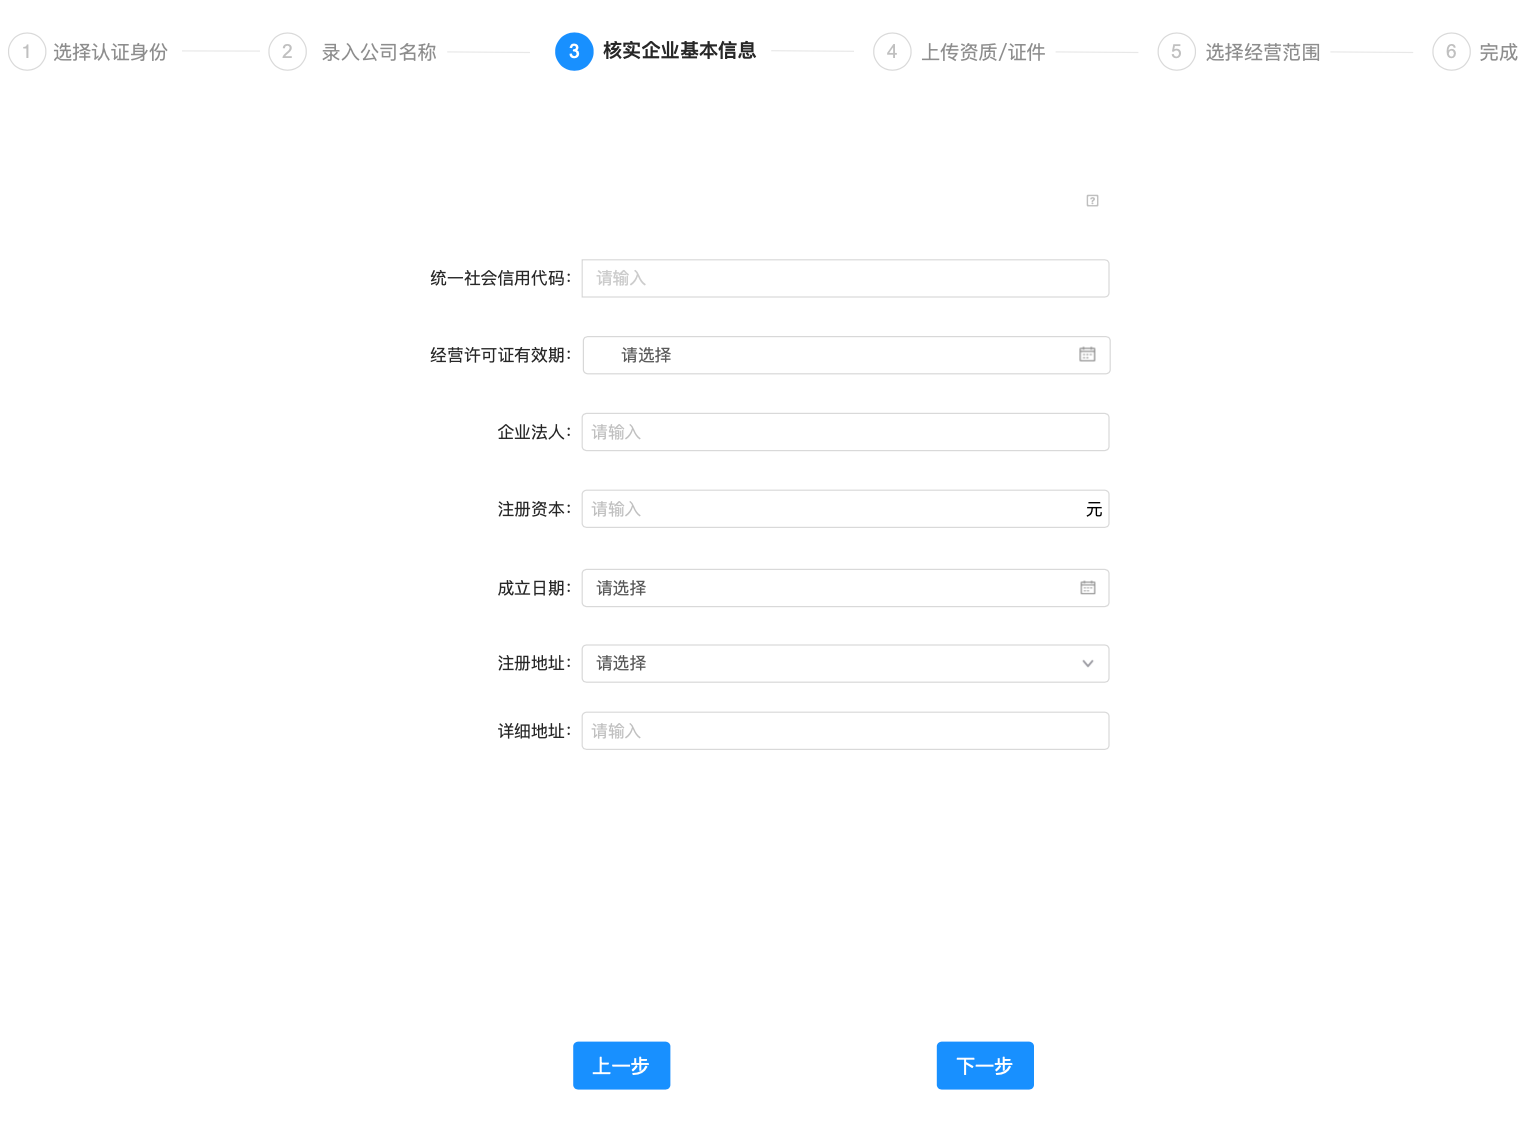 1 选择认证身份 2 录入公司名称 3 核实企业基本信息 4 上传资质/证件 5 选择经营范围 6 完成
?
统一社会信用代码: 请输入
经营许可证有效期: 请选择
企业法人: 请输入
注册资本: 请输入 元
成立日期: 请选择
注册地址: 请选择
详细地址: 请输入
上一步 下一步